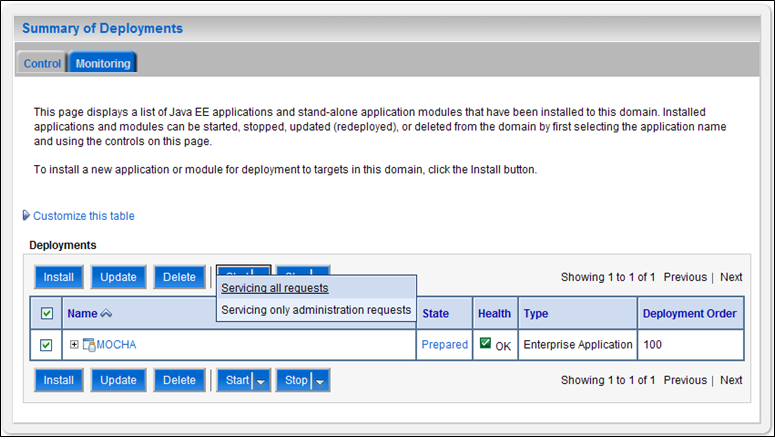 Summary of Deployments
Control Monitoring
This page displays a list of Java EE applications and stand-alone application modules that have been installed to this domain. Installed
applications and modules can be started, stopped, updated (redeployed), or deleted from the domain by first selecting the application name
and using the controls on this page.
To install a new application or module for deployment to targets in this domain, click the Install button.
Customize this table
Deployments
Install Update Delete Showing 1 to 1 of 1 Previous | Next
Servicing all requests
Servicing only administration requests
Name State Health Type Deployment Order
MOCHA Prepared OK Enterprise Application 100
Install Update Delete Start Stop Showing 1 to 1 of 1 Previous | Next